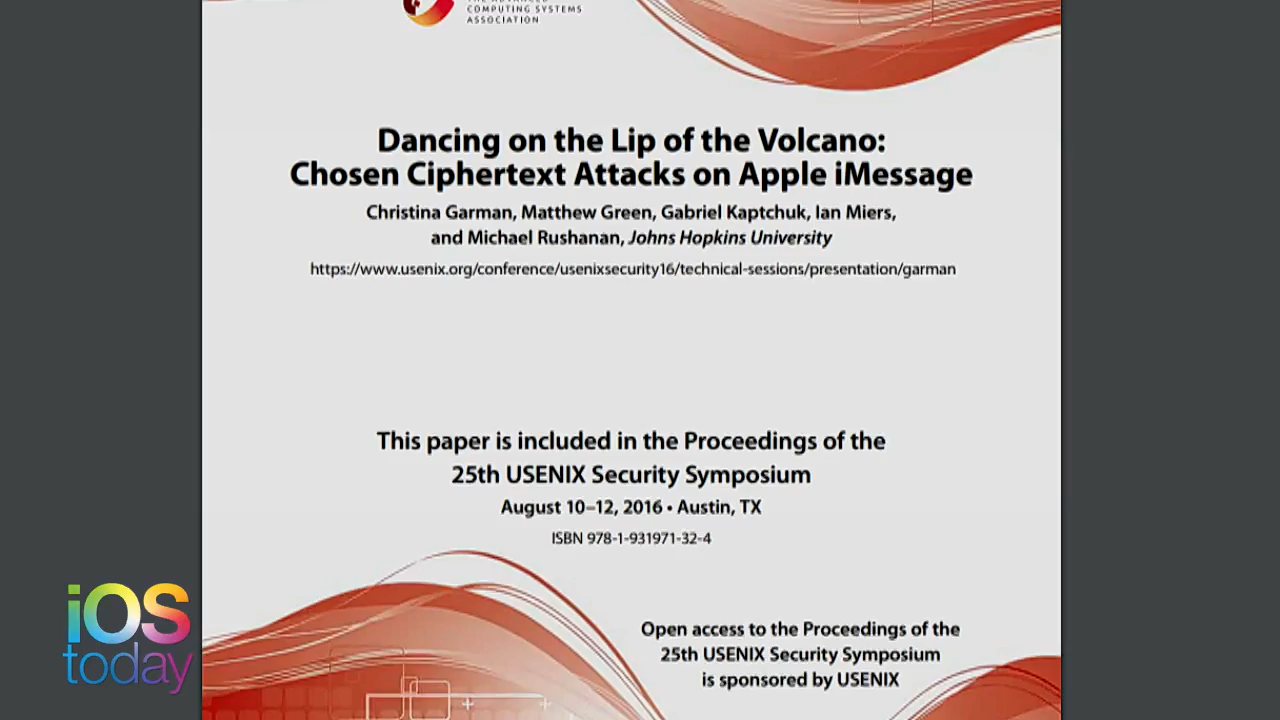 COMPUTING SYSTEMS
ASSOCIATION
Dancing on the Lip of the Volcano:
Chosen Ciphertext Attacks on Apple iMessage
Christina Garman, Matthew Green, Gabriel Kaptchuk, Ian Miers,
and Michael Rushanan, Johns Hopkins University
https://www.usenix.org/conference/usenixsecurity16/technical-sessions/presentation/garman
This paper is included in the Proceedings of the
25th USENIX Security Symposium
August 10–12, 2016 • Austin, TX
ISBN 978-1-931971-32-4
Open access to the Proceedings of the
25th USENIX Security Symposium
is sponsored by USENIX
iOS
today